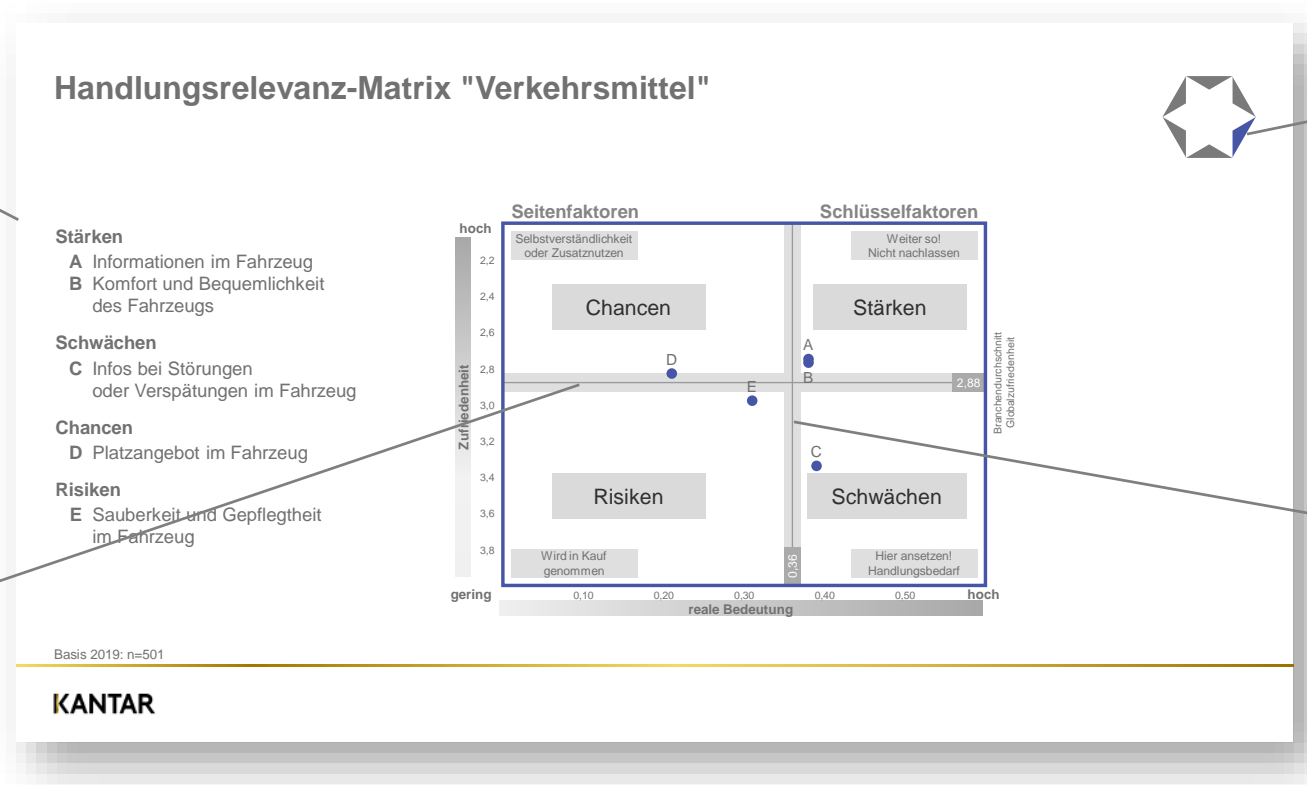 Handlungsrelevanz-Matrix "Verkehrsmittel"
Stärken
A Informationen im Fahrzeug
B Komfort und Bequemlichkeit
des Fahrzeugs
Schwächen
C Infos bei Störungen
oder Verspätungen im Fahrzeug
Chancen
D Platzangebot im Fahrzeug
Risiken
E Sauberkeit und Gepflegtheit
im Fahrzeug
Seitenfaktoren
Schlüsselfaktoren
hoch
Selbstverständlichkeit
oder Zusatznutzen
Weiter so!
Nicht nachlassen
2,2
2,4
2,6
2,8
3,0
3,2
3,4
3,6
3,8
Zufriedenheit
Chancen
Stärken
A
D
B
E
2,88
Branchendurchschnitt
Globalzufriedenheit
C
Risiken
Schwächen
Wird in Kauf
genommen
0,36
Hier ansetzen!
Handlungsbedarf
gering
0,10
0,20
0,30
0,40
0,50
hoch
reale Bedeutung
Basis 2019: n=501
KANTAR